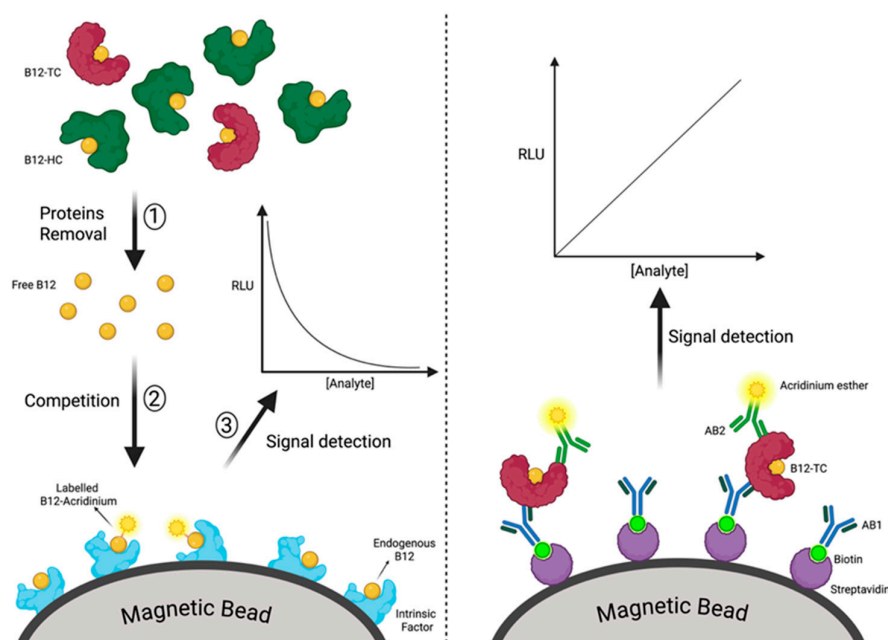 B12-TC
B12-HC
Proteins
Removal
①
Free B12
RLU
[Analyte]
Competition
②
③
Signal detection
Labelled
B12-Acridinium
Endogenous
B12
Intrinsic
Factor
Magnetic Bead
RLU
[Analyte]
Signal detection
Acridinium esther
AB2
B12-TC
AB1
Biotin
Streptavidin
Magnetic Bead